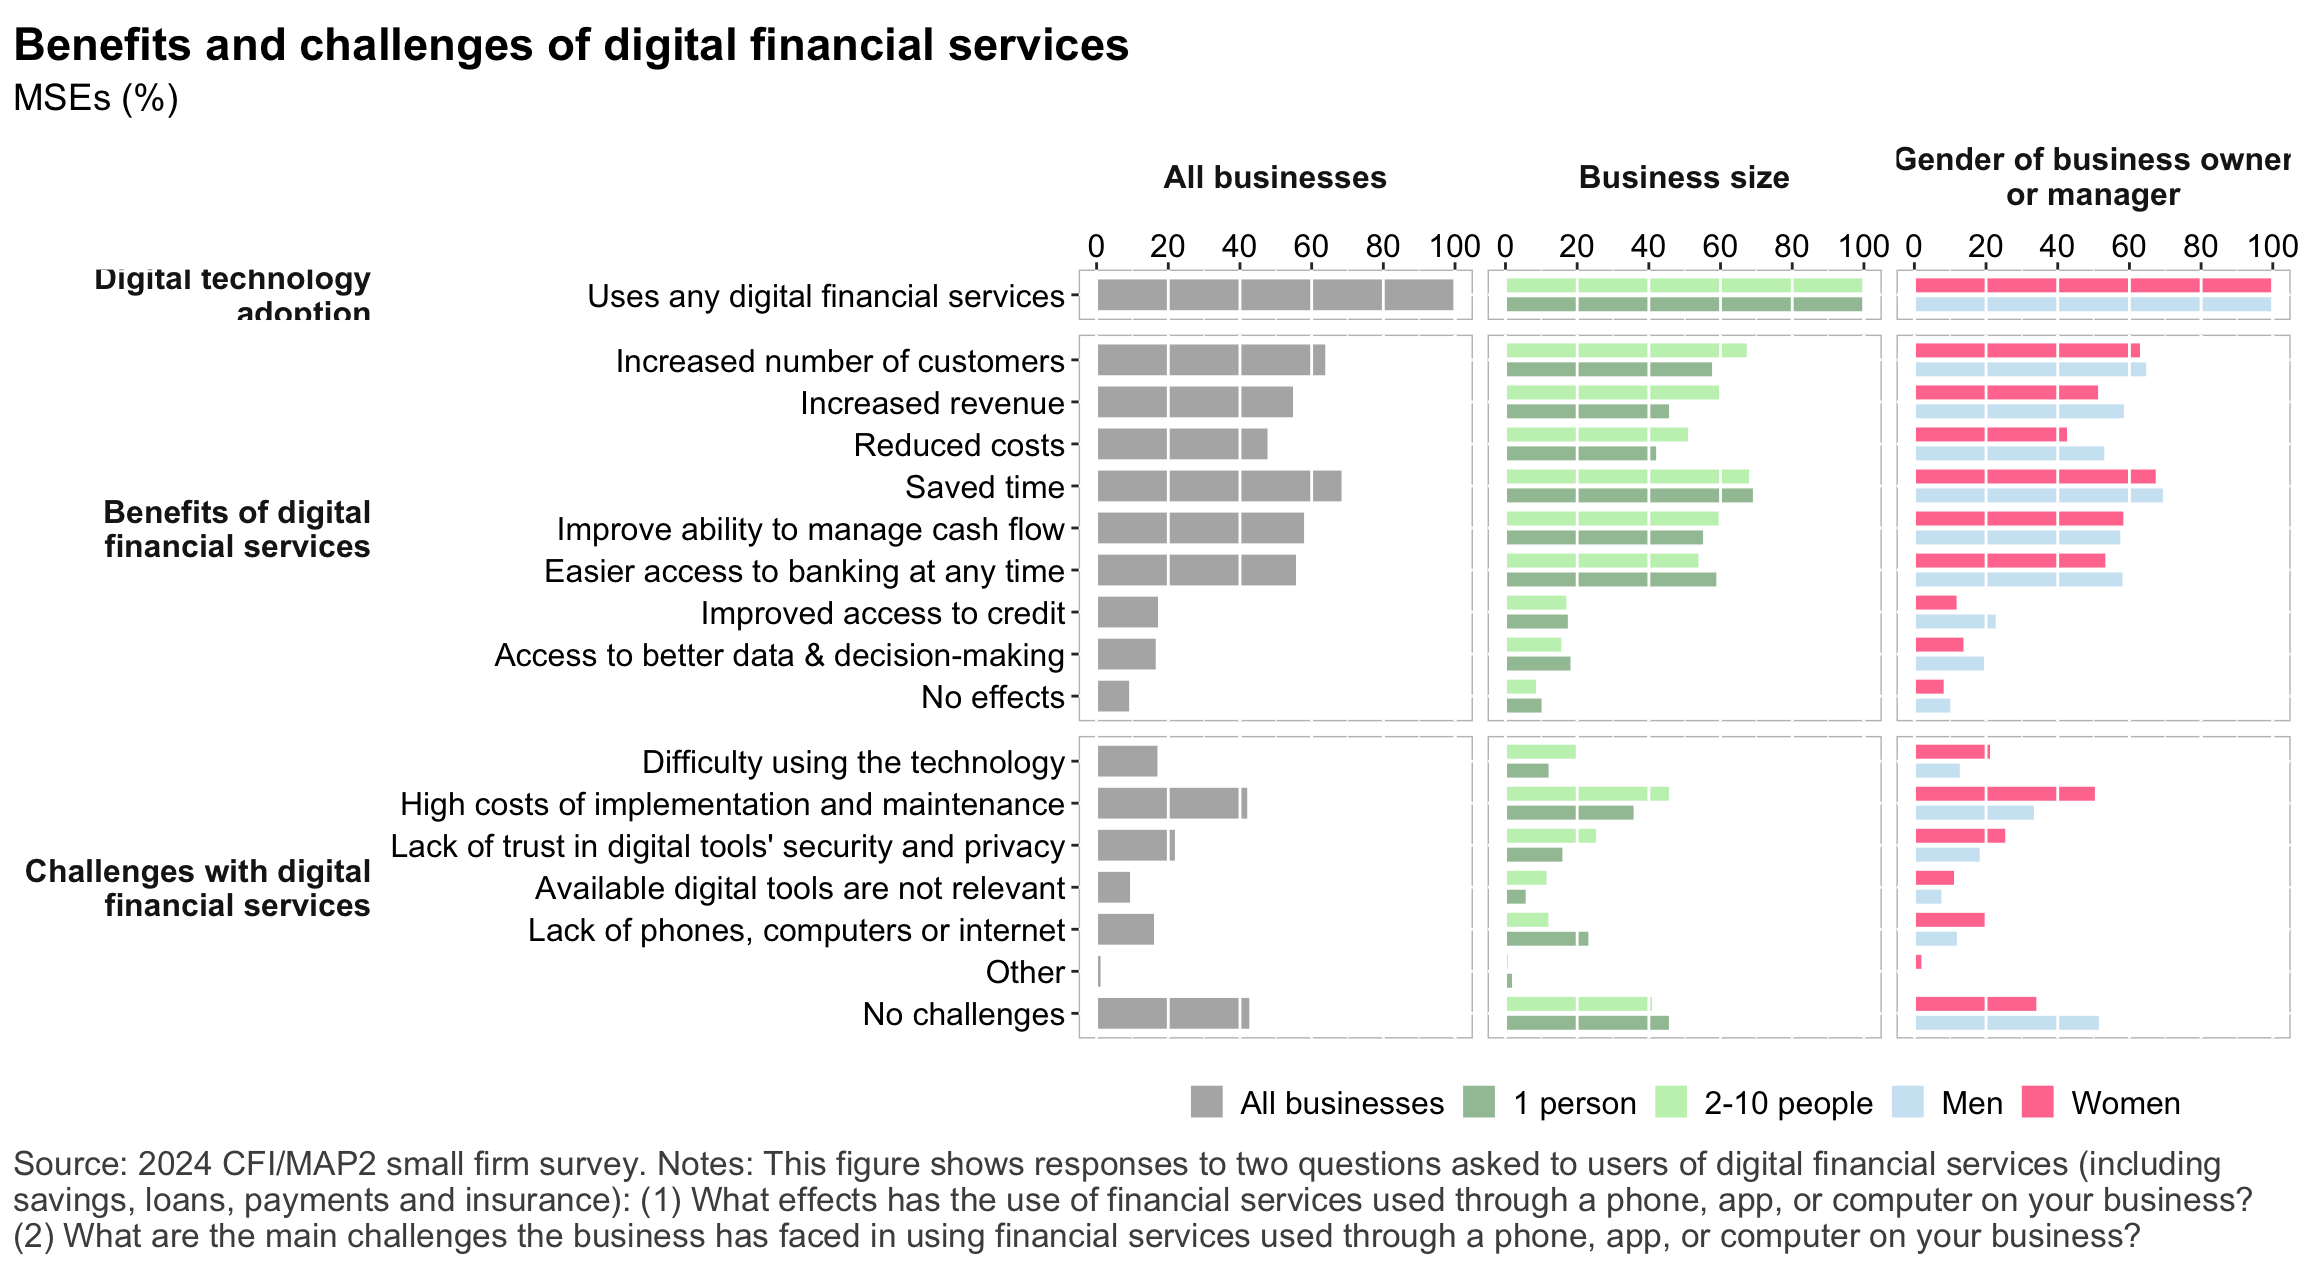 Benefits and challenges of digital financial services
MSEs (%)
All businesses
Business size
Gender of business owner
or manager
0 20 40 60 80 100
0 20 40 60 80 100
0 20 40 60 80 100
Digital technology
adoption
Uses any digital financial services
Benefits of digital
financial services
Increased number of customers
Increased revenue
Reduced costs
Saved time
Improve ability to manage cash flow
Easier access to banking at any time
Improved access to credit
Access to better data & decision-making
No effects
Challenges with digital
financial services
Difficulty using the technology
High costs of implementation and maintenance
Lack of trust in digital tools' security and privacy
Available digital tools are not relevant
Lack of phones, computers or internet
Other
No challenges
All businesses
1 person
2-10 people
Men
Women
Source: 2024 CFI/MAP2 small firm survey. Notes: This figure shows responses to two questions asked to users of digital financial services (including
savings, loans, payments and insurance): (1) What effects has the use of financial services used through a phone, app, or computer on your business?
(2) What are the main challenges the business has faced in using financial services used through a phone, app, or computer on your business?